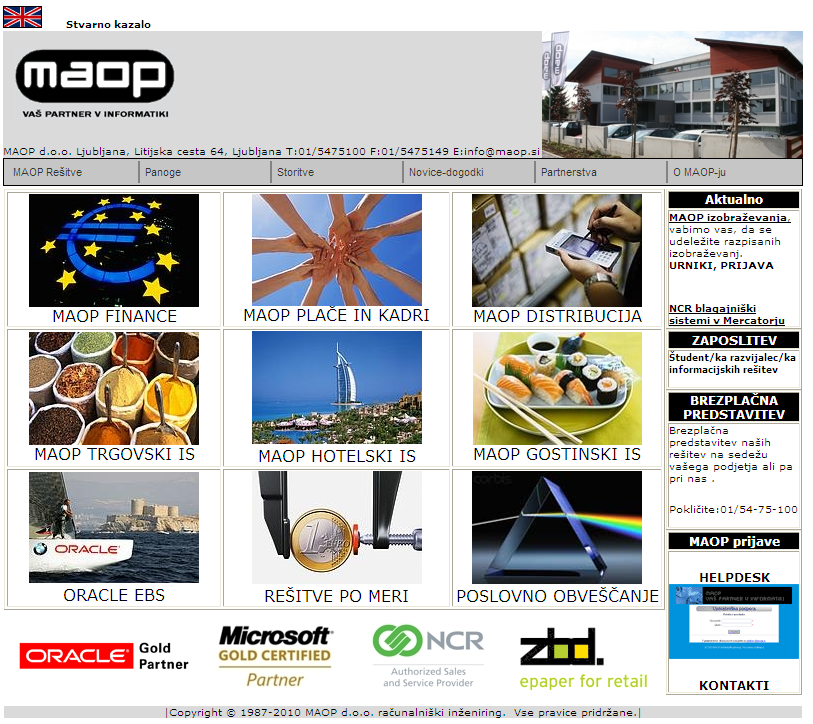 Stvarno kazalo
maop
VAŠ PARTNER V INFORMATIKI
MAOP d.o.o. Ljubljana, Litijska cesta 64, Ljubljana T:01/5475100 F:01/5475149 E:info@maop.si
MAOP Rešitve
Panoge
Storitve
Novice-dogodki
Partnerstva
O MAOP-ju
MAOP FINANCE
MAOP PLAČE IN KADRI
MAOP DISTRIBUCIJA
MAOP TRGOVSKI IS
MAOP HOTELSKI IS
MAOP GOSTINSKI IS
ORACLE
ORACLE EBS
REŠITVE PO MERI
POSLOVNO OBVEŠČANJE
Aktualno
MAOP izobraževanja.
vabimo vas, da se
udeležite razpisanih
izobraževanj.
URNIKI, PRIJAVA
NCR blagajniški
sistemi v Mercatorju
ZAPOSLITEV
Študent/ka razvijalec/ka
informacijskih rešitev
BREZPLAČNA
PREDSTAVITEV
Brezplačna
predstavitev naših
rešitev na sedežu
vašega podjetja ali pa
pri nas .
Pokličite:01/54-75-100
MAOP prijave
HELPDESK
MAOP
VAŠ PARTNER V INFORMATIKI
KONTAKTI
ORACLE Gold
Partner
Microsoft
GOLD CERTIFIED
Partner
NCR
Authorized Sales
and Service Provider
zbd.
epaper for retail
|Copyright © 1987-2010 MAOP d.o.o. računalniški inženiring. Vse pravice pridržane.|